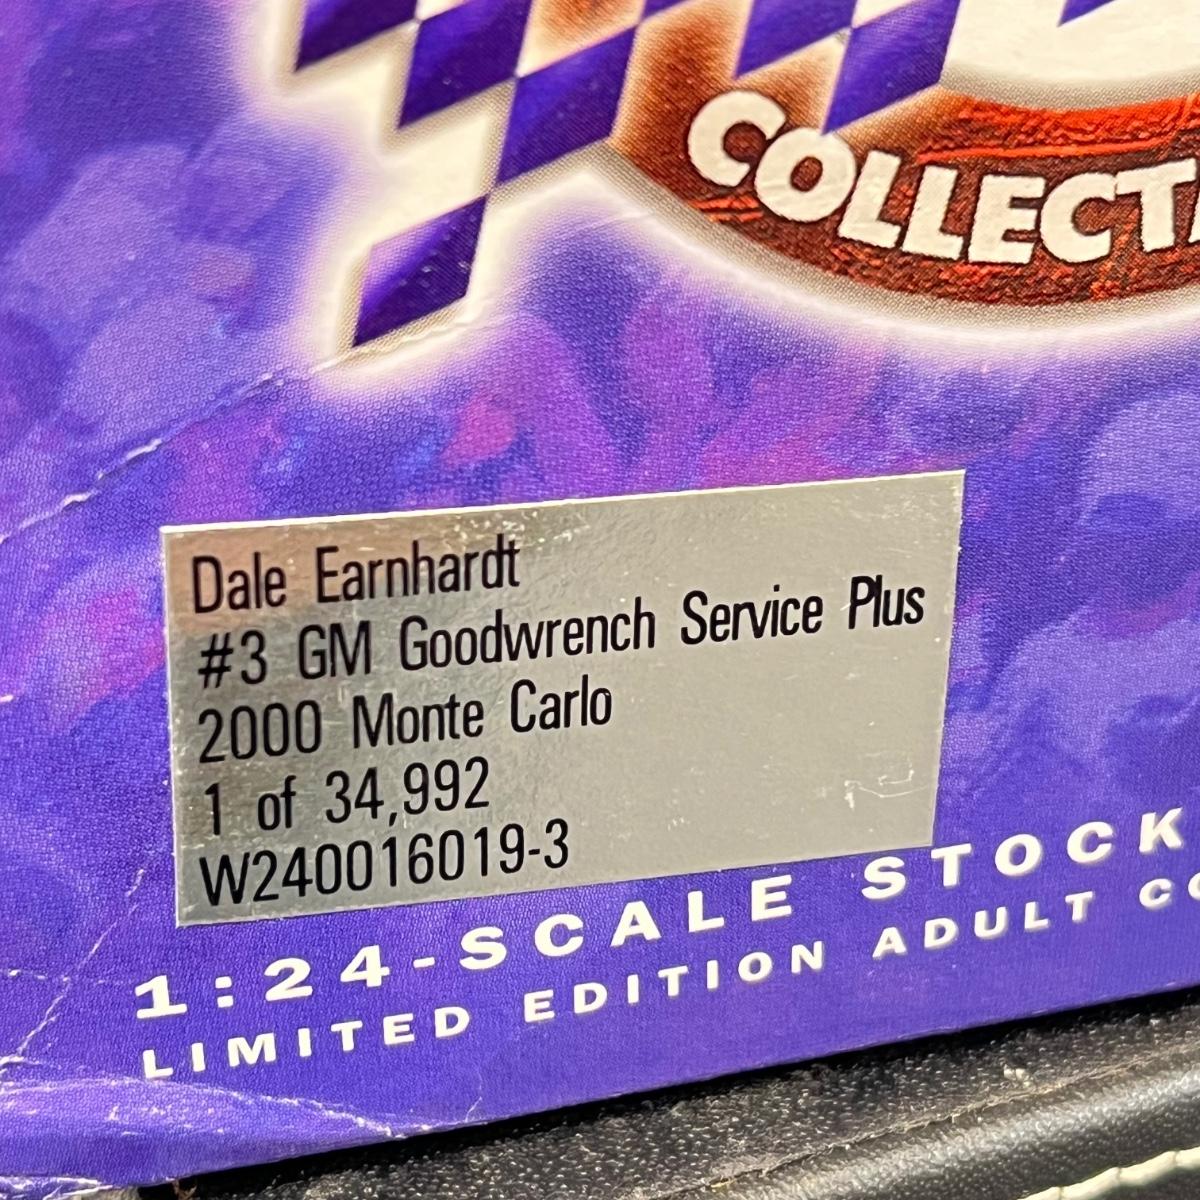 COLLECT
Dale Earnhardt
#3 GM Goodwrench Service Plus
2000 Monte Carlo
1 of 34,992
W240016019-3
1:24-SCALE STOCK
LIMITED EDITION ADULT